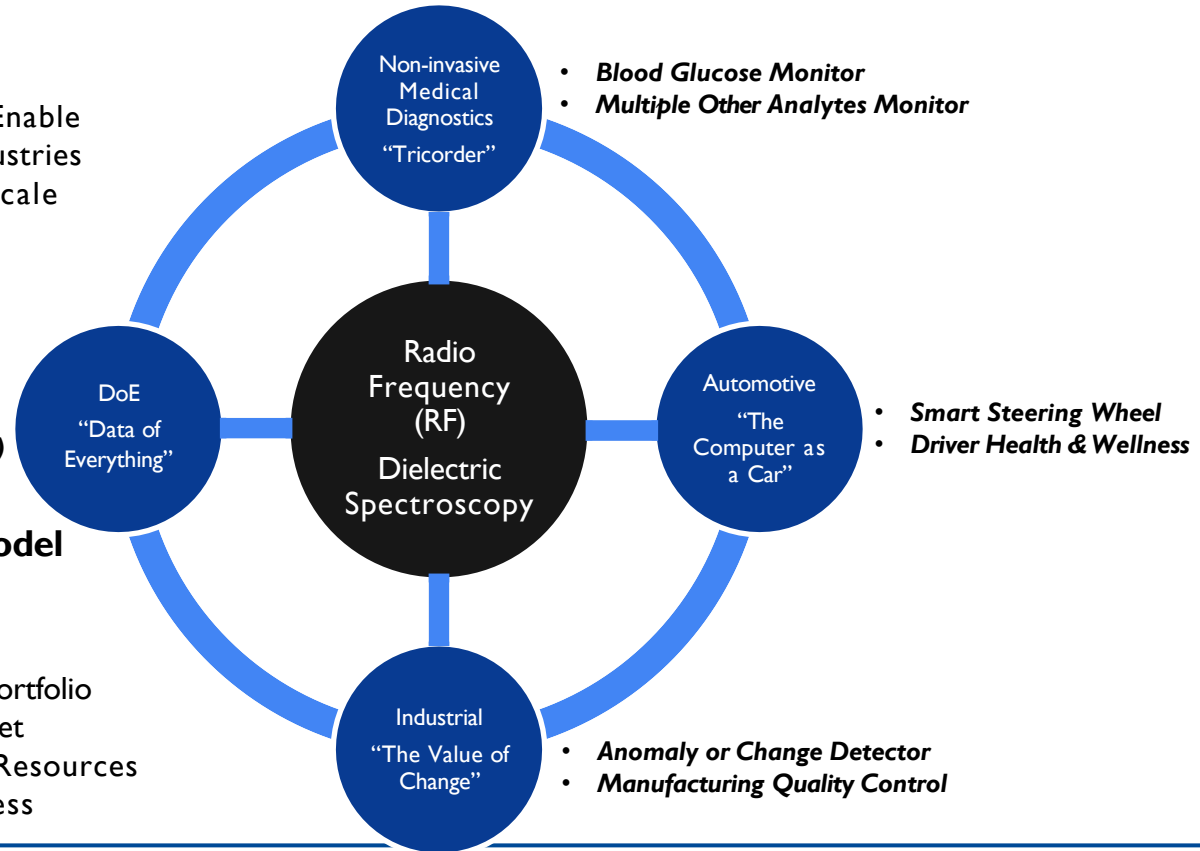 Enable
ustries
cale
)
odel
ortfolio
et
Resources
ess
Non-invasive
Medical
Diagnostics
“Tricorder”
• Blood Glucose Monitor
• Multiple Other Analytes Monitor
DoE
“Data of
Everything”
Radio
Frequency
(RF)
Dielectric
Spectroscopy
Automotive
“The
Computer as
a Car”
• Smart Steering Wheel
• Driver Health & Wellness
Industrial
“The Value of
Change”
• Anomaly or Change Detector
• Manufacturing Quality Control